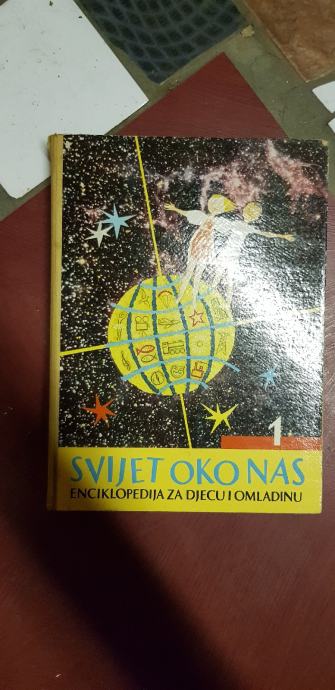 1
SVIJET OKO NAS
ENCIKLOPEDIJA ZA DJECU I OMLADINU